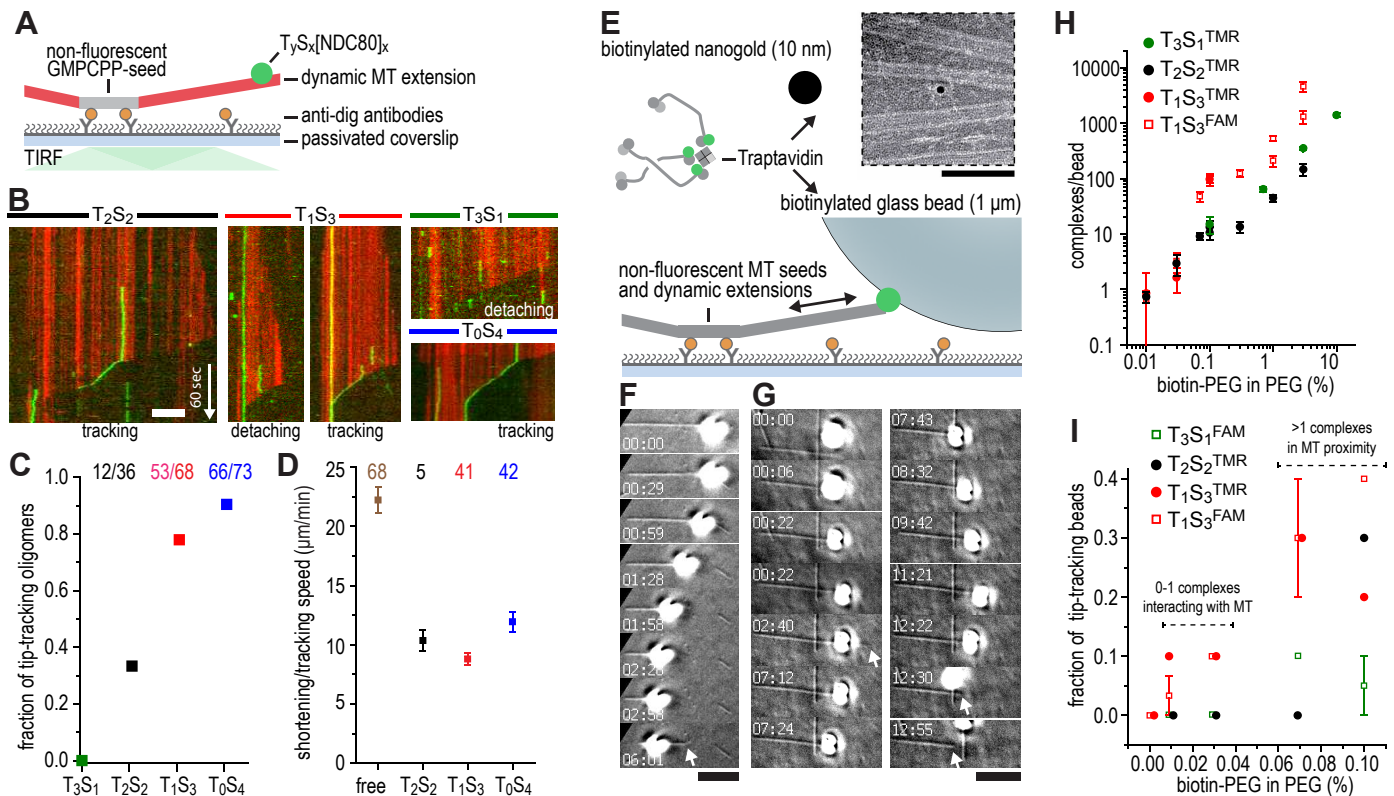 A
TySx[NDC80]x
non-fluorescent
GMPCPP-seed
dynamic MT extension
anti-dig antibodies
passivated coverslip
TIRF
B
T2S2
T1S3
T3S1
detaching
T0S4
60 sec
tracking
detaching
tracking
tracking
C
12/36
53/68
66/73
fraction of tip-tracking oligomers
1.0
0.8
0.6
0.4
0.2
0.0
T3S1
T2S2
T1S3
T0S4
D
68
5
41
42
shortening/tracking speed (μm/min)
25
20
15
10
5
0
free
T2S2
T1S3
T0S4
E
biotinylated nanogold (10 nm)
Traptavidin
biotinylated glass bead (1 μm)
non-fluorescent MT seeds
and dynamic extensions
F
00:00
00:29
00:59
01:28
01:58
02:28
02:58
06:01
G
00:00
00:06
00:22
00:22
02:40
07:12
07:24
07:43
08:32
09:42
11:21
12:22
12:30
12:55
H
T3S1TMR
T2S2TMR
T1S3TMR
T1S3FAM
complexes/bead
10000
1000
100
10
1
0.1
0.01
0.1
1
10
biotin-PEG in PEG (%)
I
T3S1FAM
T2S2TMR
T1S3TMR
T1S3FAM
>1 complexes
in MT proximity
0-1 complexes
interacting with MT
fraction of tip-tracking beads
0.4
0.3
0.2
0.1
0.0
0.00
0.02
0.04
0.06
0.08
0.10
biotin-PEG in PEG (%)